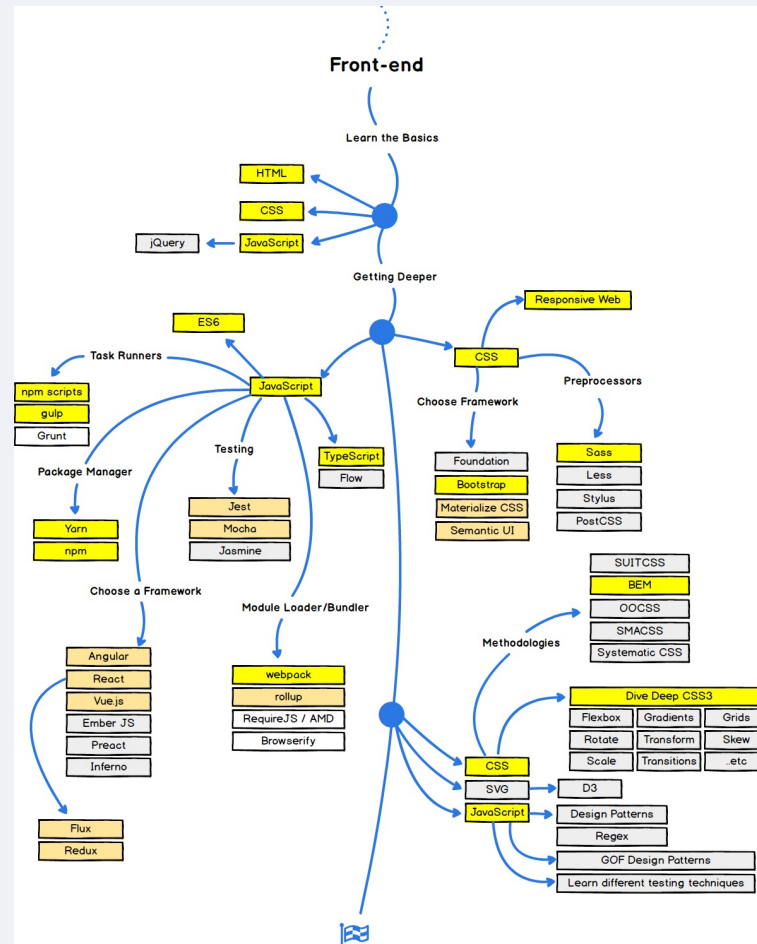 Front-end
Learn the Basics
HTML
CSS
jQuery
JavaScript
Getting Deeper
Responsive Web
ES6
CSS
Task Runners
JavaScript
Preprocessors
npm scripts
gulp
Grunt
Choose Framework
Testing
Package Manager
TypeScript
Flow
Foundation
Bootstrap
Materialize CSS
Semantic UI
Sass
Less
Stylus
PostCSS
Jest
Mocha
Jasmine
Yarn
npm
Choose a Framework
Module Loader/Bundler
SUITCSS
BEM
OOCSS
SMACSS
Systematic CSS
Methodologies
Angular
React
Vue.js
Ember JS
Preact
Inferno
webpack
rollup
RequireJS / AMD
Browserify
Dive Deep CSS3
Flexbox Gradients Grids
Rotate Transform Skew
Scale Transitions ..etc
CSS
SVG
D3
JavaScript
Design Patterns
Regex
GOF Design Patterns
Learn different testing techniques
Flux
Redux